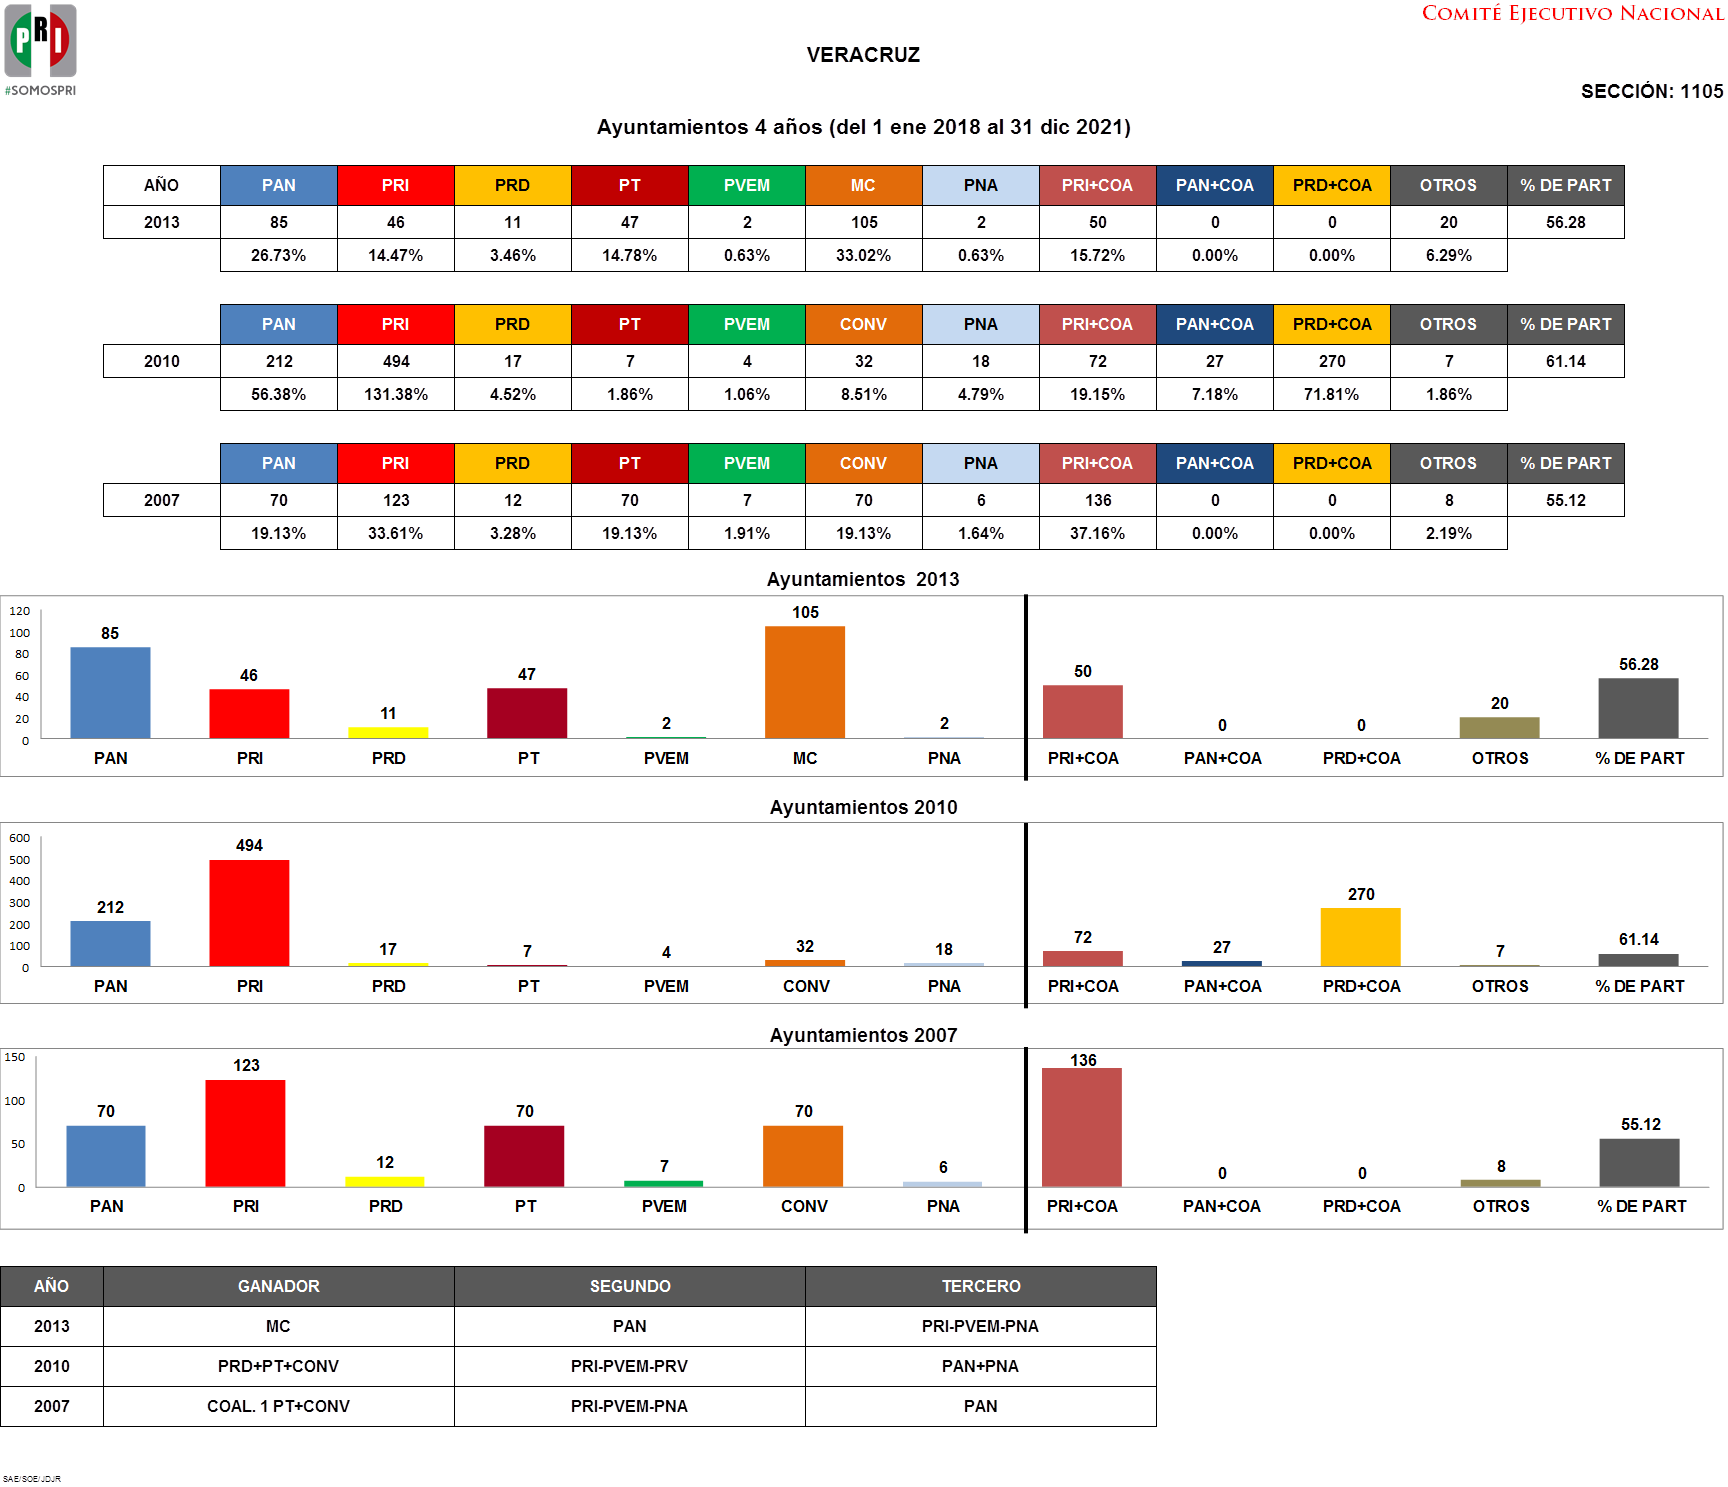 PRI
#SOMOSPRI
COMITÉ EJECUTIVO NACIONAL
VERACRUZ
SECCIÓN: 1105
Ayuntamientos 4 años (del 1 ene 2018 al 31 dic 2021)
AÑO PAN PRI PRD PT PVEM MC PNA PRI+COA PAN+COA PRD+COA OTROS % DE PART
2013 85 46 11 47 2 105 2 50 0 0 20 56.28
26.73% 14.47% 3.46% 14.78% 0.63% 33.02% 0.63% 15.72% 0.00% 0.00% 6.29%
PAN PRI PRD PT PVEM CONV PNA PRI+COA PAN+COA PRD+COA OTROS % DE PART
2010 212 494 17 7 4 32 18 72 27 270 7 61.14
56.38% 131.38% 4.52% 1.86% 1.06% 8.51% 4.79% 19.15% 7.18% 71.81% 1.86%
PAN PRI PRD PT PVEM CONV PNA PRI+COA PAN+COA PRD+COA OTROS % DE PART
2007 70 123 12 70 7 70 6 136 0 0 8 55.12
19.13% 33.61% 3.28% 19.13% 1.91% 19.13% 1.64% 37.16% 0.00% 0.00% 2.19%
Ayuntamientos 2013
120
100
80
60
40
20
0
85 46 11 47 2 105 2 50 0 0 20 56.28
PAN PRI PRD PT PVEM MC PNA PRI+COA PAN+COA PRD+COA OTROS % DE PART
Ayuntamientos 2010
600
500
400
300
200
100
0
212 494 17 7 4 32 18 72 27 270 7 61.14
PAN PRI PRD PT PVEM CONV PNA PRI+COA PAN+COA PRD+COA OTROS % DE PART
Ayuntamientos 2007
150
100
50
0
70 123 12 70 7 70 6 136 0 0 8 55.12
PAN PRI PRD PT PVEM CONV PNA PRI+COA PAN+COA PRD+COA OTROS % DE PART
AÑO GANADOR SEGUNDO TERCERO
2013 MC PAN PRI-PVEM-PNA
2010 PRD+PT+CONV PRI-PVEM-PRV PAN+PNA
2007 COAL. 1 PT+CONV PRI-PVEM-PNA PAN
SAE/SOE/JDJR